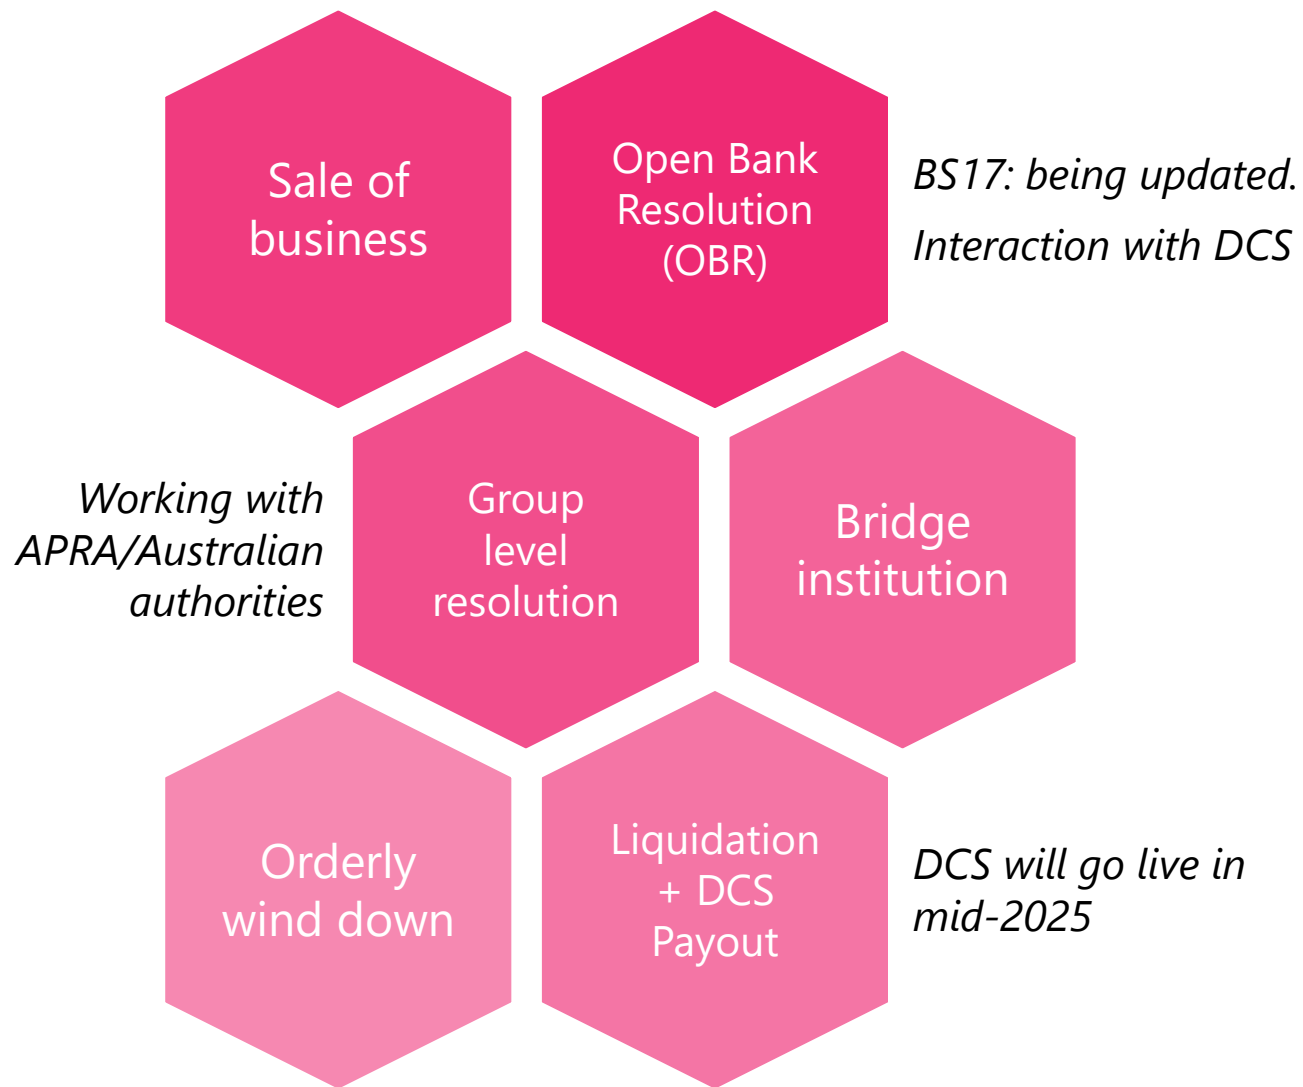 Sale of
business
Open Bank
Resolution
(OBR)
BS17: being updated.
Interaction with DCS
Working with
APRA/Australian
authorities
Group
level
resolution
Bridge
institution
Orderly
wind down
Liquidation
+ DCS
Payout
DCS will go live in
mid-2025